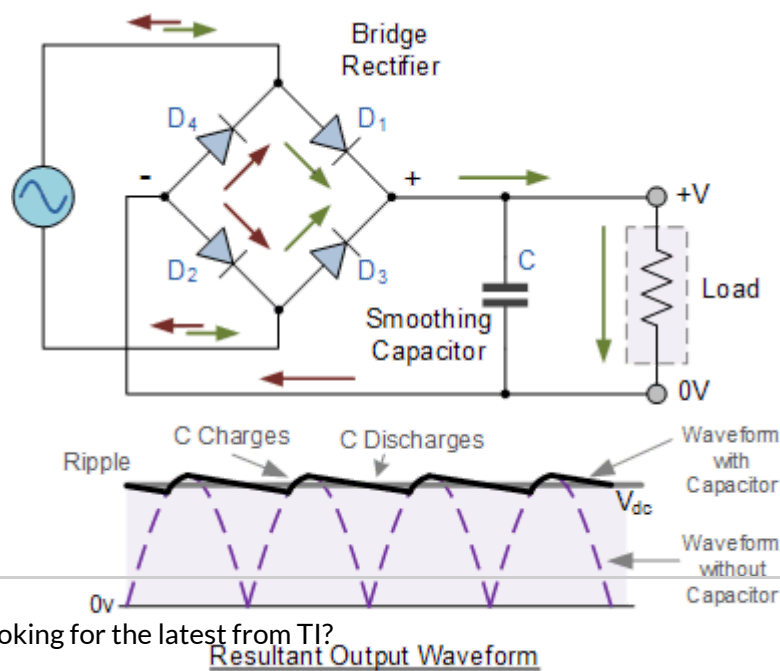 Bridge
Rectifier
D4
D1
-
+
+V
D2
D3
C
Load
Smoothing
Capacitor
0V
C Charges
C Discharges
Waveform
with
Capacitor
Ripple
Vdc
Waveform
without
Capacitor
0v
ooking for the latest from TI?
Resultant Output Waveform